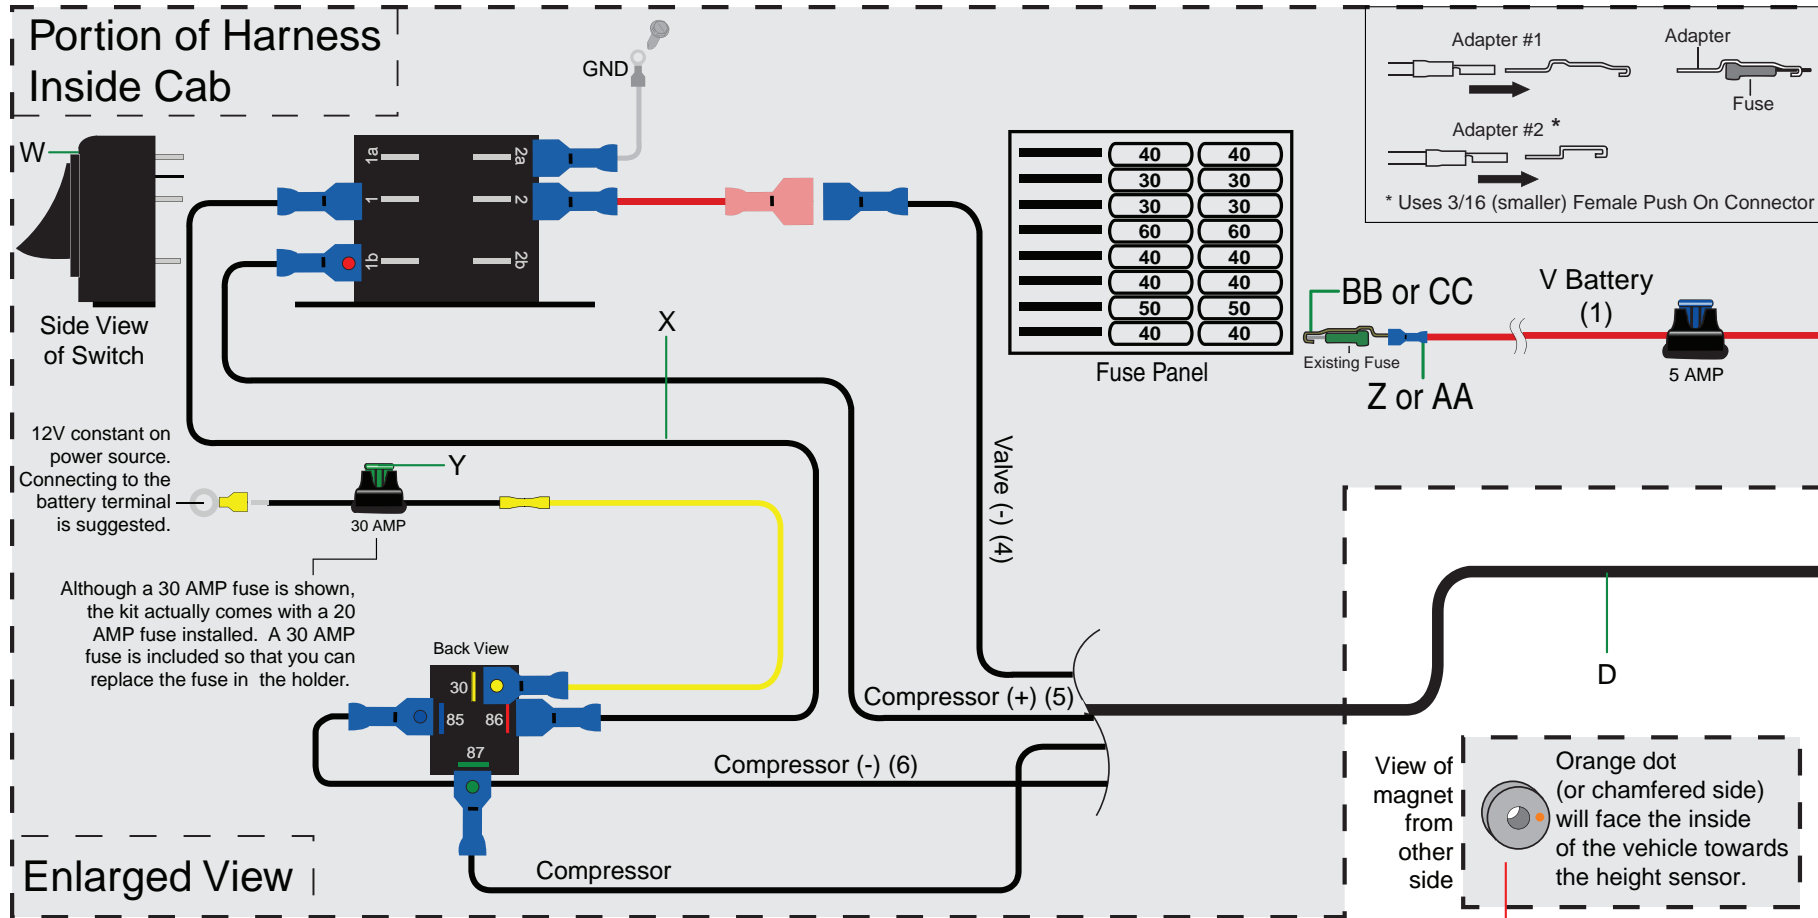 Portion of Harness
Inside Cab
GND
W
1a
2a
1
2
1b
2b
Side View
of Switch
X
40 40
30 30
30 30
60 60
40 40
40 40
50 50
40 40
Fuse Panel
Adapter #1
Adapter
Fuse
Adapter #2 *
* Uses 3/16 (smaller) Female Push On Connector
BB or CC
V Battery
(1)
Existing Fuse
Z or AA
5 AMP
12V constant on
power source.
Connecting to the
battery terminal
is suggested.
Y
30 AMP
Although a 30 AMP fuse is shown,
the kit actually comes with a 20
AMP fuse installed. A 30 AMP
fuse is included so that you can
replace the fuse in the holder.
Valve (-) (4)
Back View
30
85
86
87
Compressor (+) (5)
Compressor (-) (6)
Compressor
D
Enlarged View
View of
magnet
from
other
side
Orange dot
(or chamfered side)
will face the inside
of the vehicle towards
the height sensor.